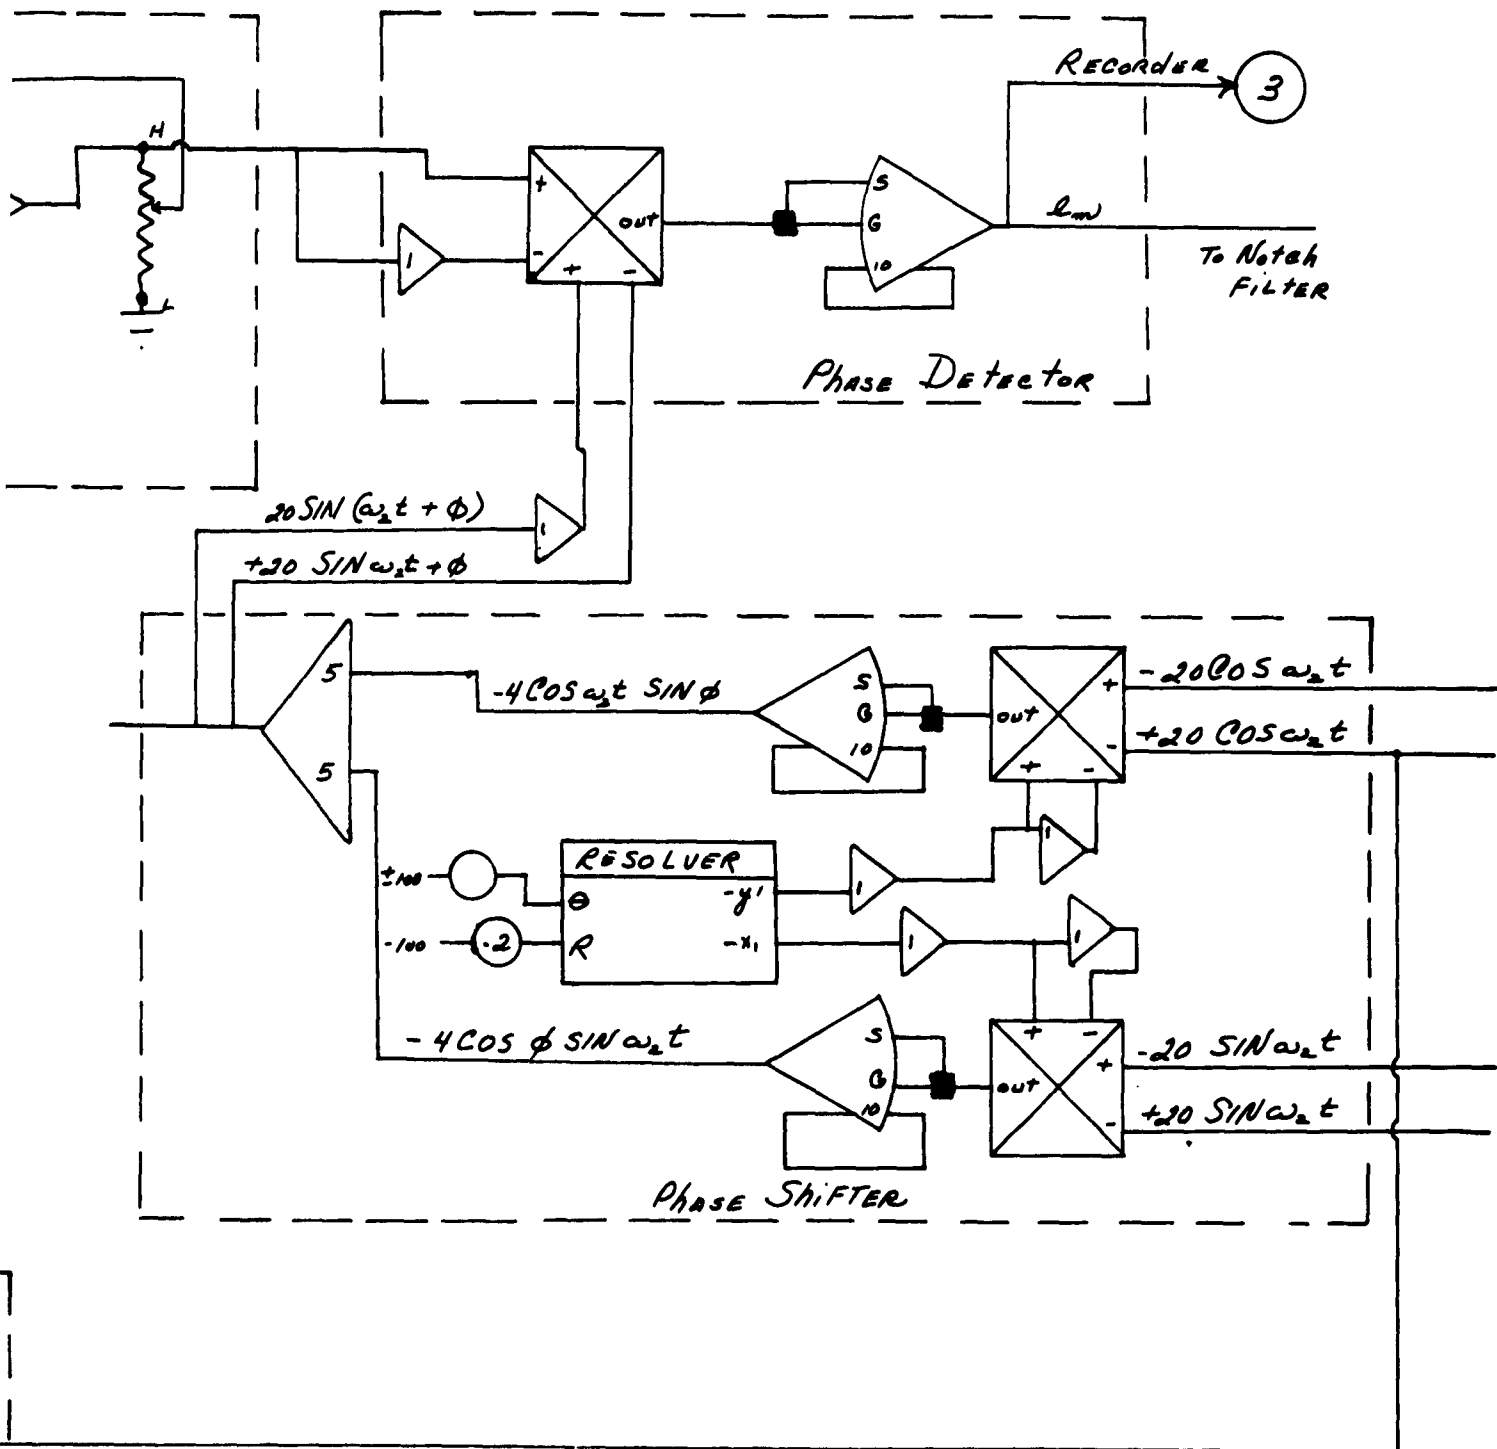 RECORDER
3
H
+
S
out
G
em
1
-
10
To Notch
FILTER
+ -
L
PHASE DETECTOR
20 SIN (ω₂t + ϕ)
1
+20 SIN ω₂t + ϕ
5
-4 COS ω₂t SIN ϕ
S
G
10
out
+
-
+ -
-20 COS ω₂t
+20 COS ω₂t
5
1
RESOLVER
±100
θ
-y'
1
-100
.2
R
-x₁
1
1
-4 COS ϕ SIN ω₂t
S
G
10
+ -
+
out
-
-20 SIN ω₂t
+20 SIN ω₂t
PHASE SHIFTER